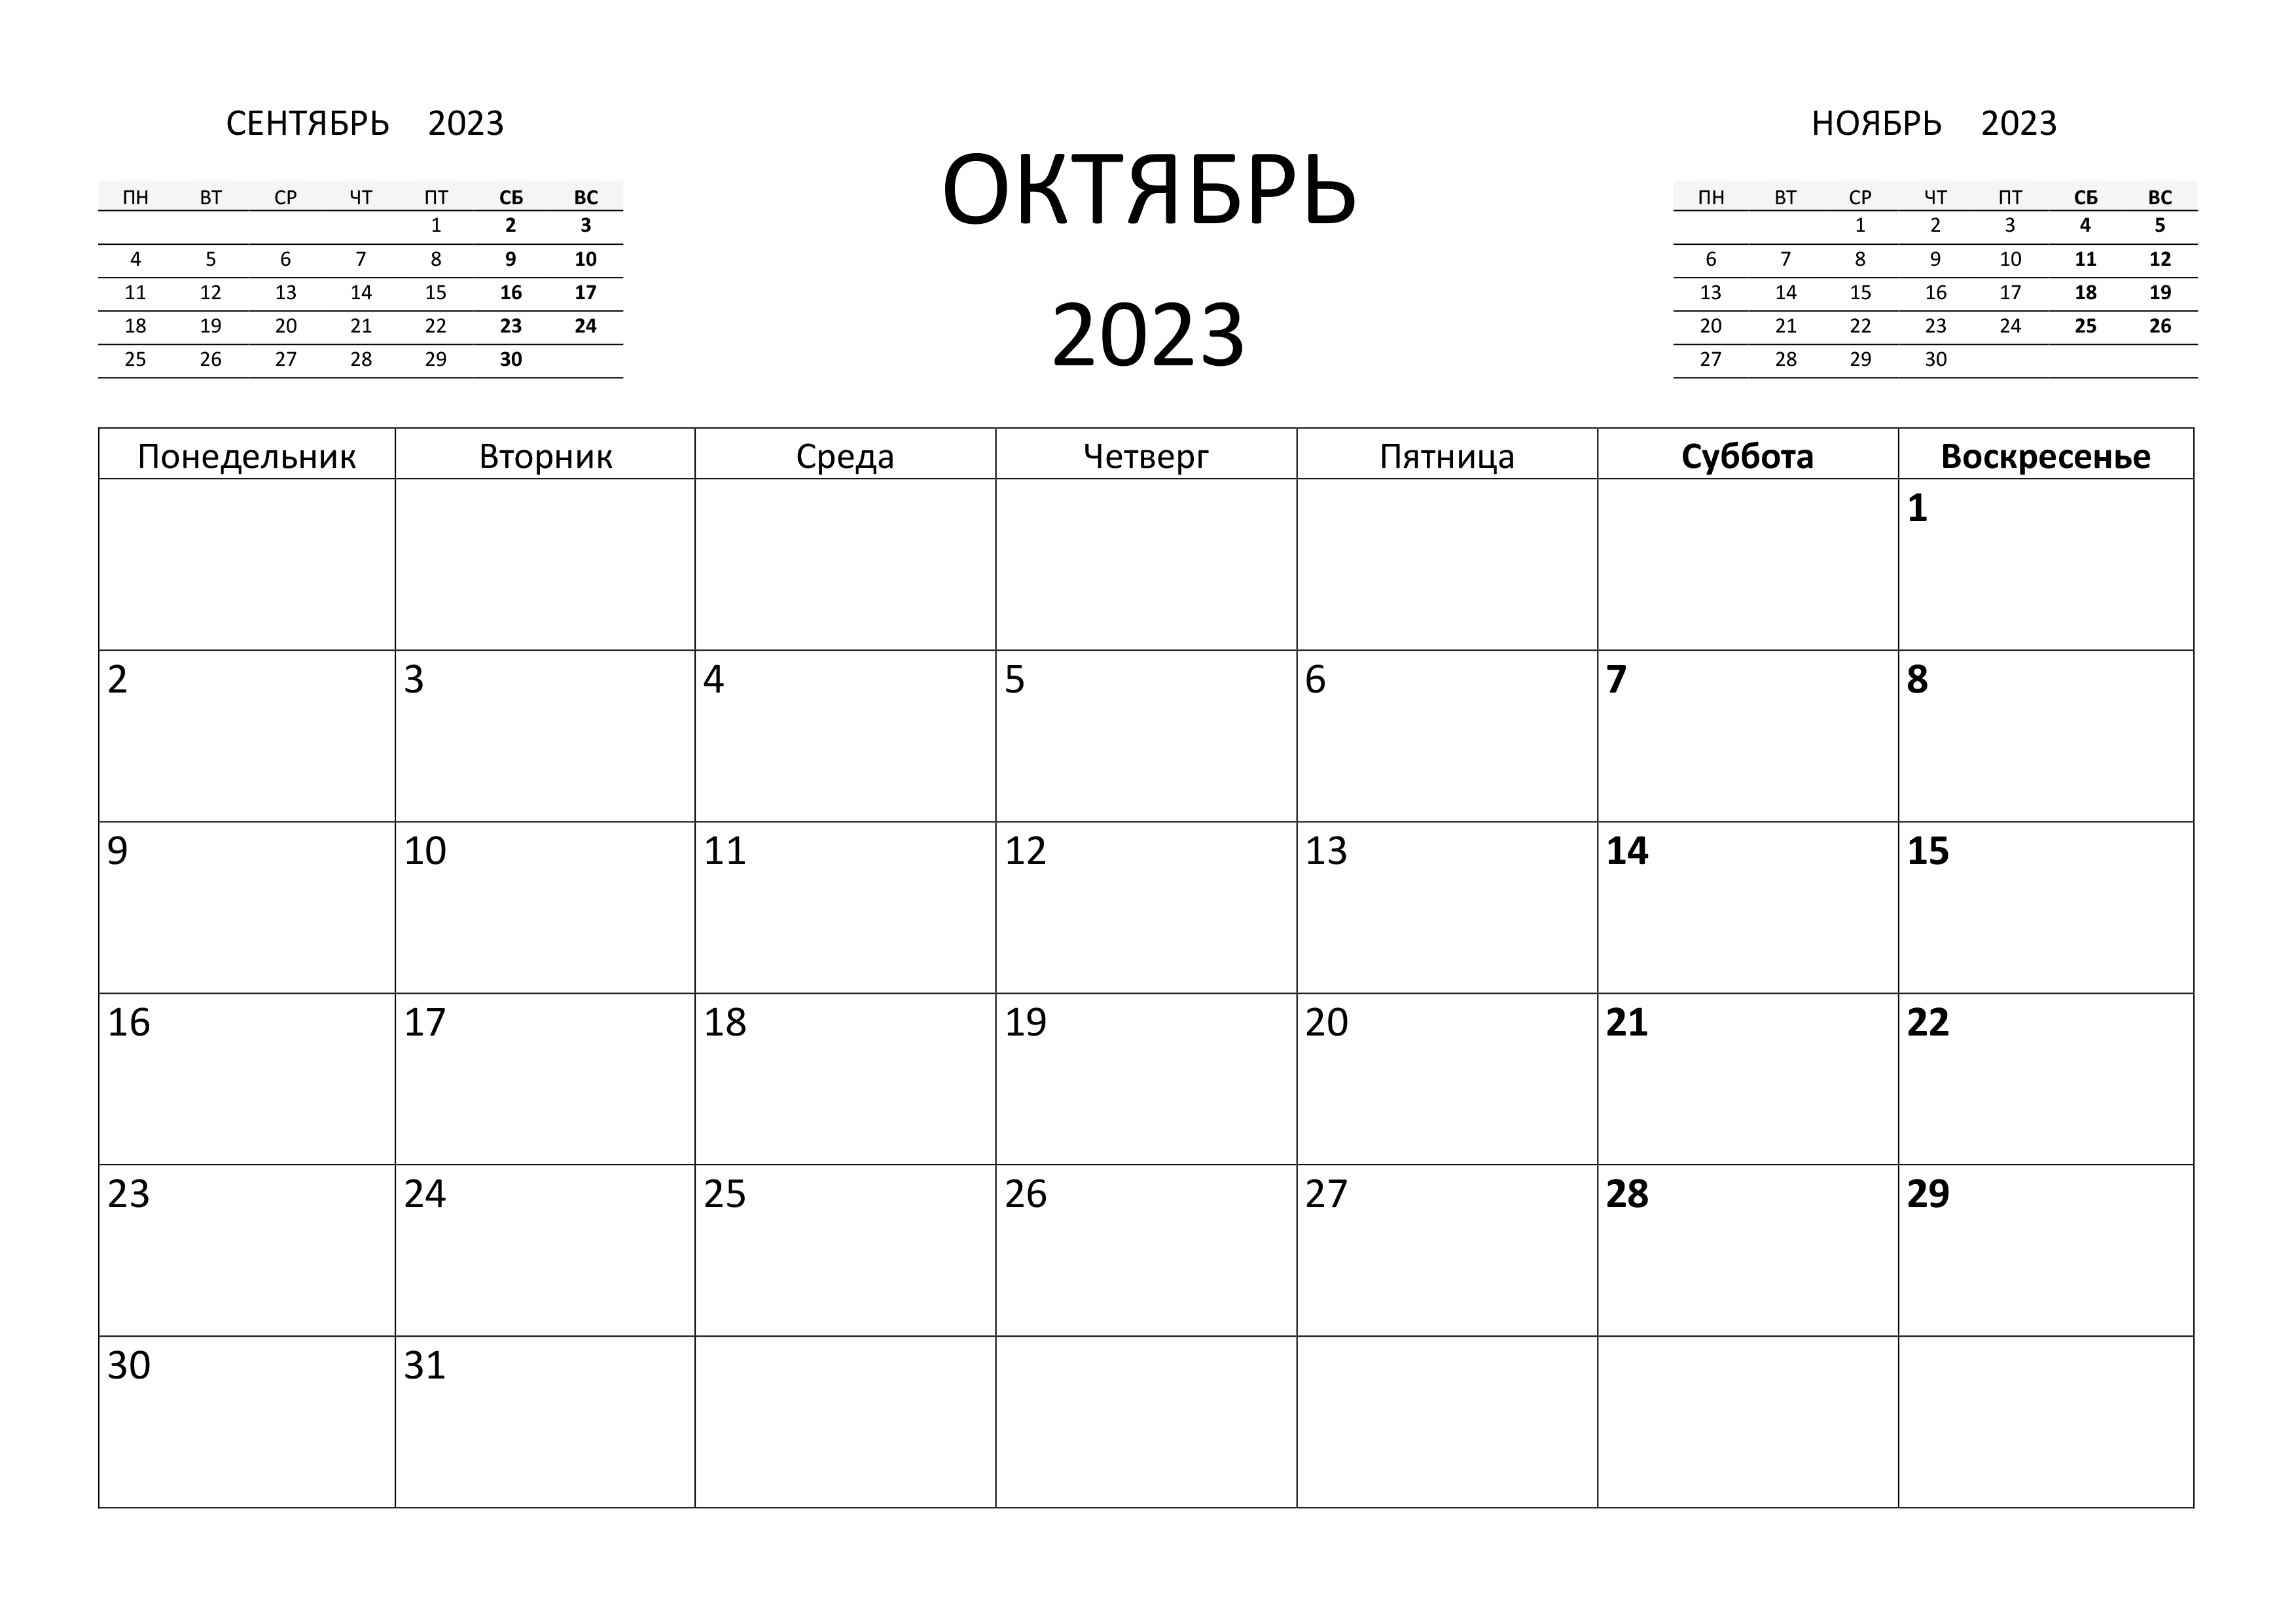 СЕНТЯБРЬ 2023
ПН ВТ СР ЧТ ПТ СБ ВС
1 2 3
4 5 6 7 8 9 10
11 12 13 14 15 16 17
18 19 20 21 22 23 24
25 26 27 28 29 30
ОКТЯБРЬ
2023
НОЯБРЬ 2023
ПН ВТ СР ЧТ ПТ СБ ВС
1 2 3 4 5
6 7 8 9 10 11 12
13 14 15 16 17 18 19
20 21 22 23 24 25 26
27 28 29 30
Понедельник Вторник Среда Четверг Пятница Суббота Воскресенье
1
2 3 4 5 6 7 8
9 10 11 12 13 14 15
16 17 18 19 20 21 22
23 24 25 26 27 28 29
30 31